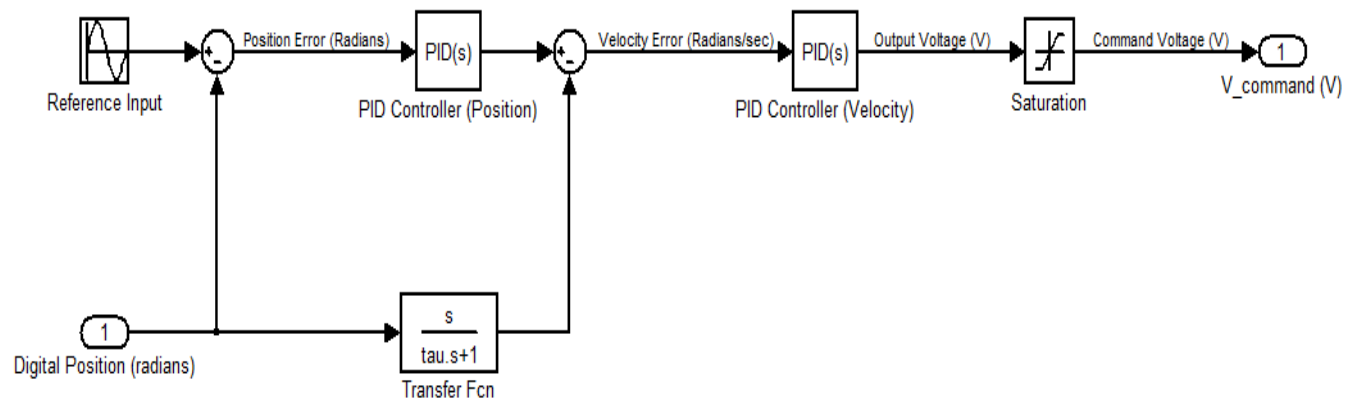 Position Error (Radians)
PID(s)
Velocity Error (Radians/sec)
PID(s)
Output Voltage (V)
Command Voltage (V)
1
Reference Input
PID Controller (Position)
PID Controller (Velocity)
Saturation
V_command (V)
1
Digital Position (radians)
s
tau.s+1
Transfer Fcn